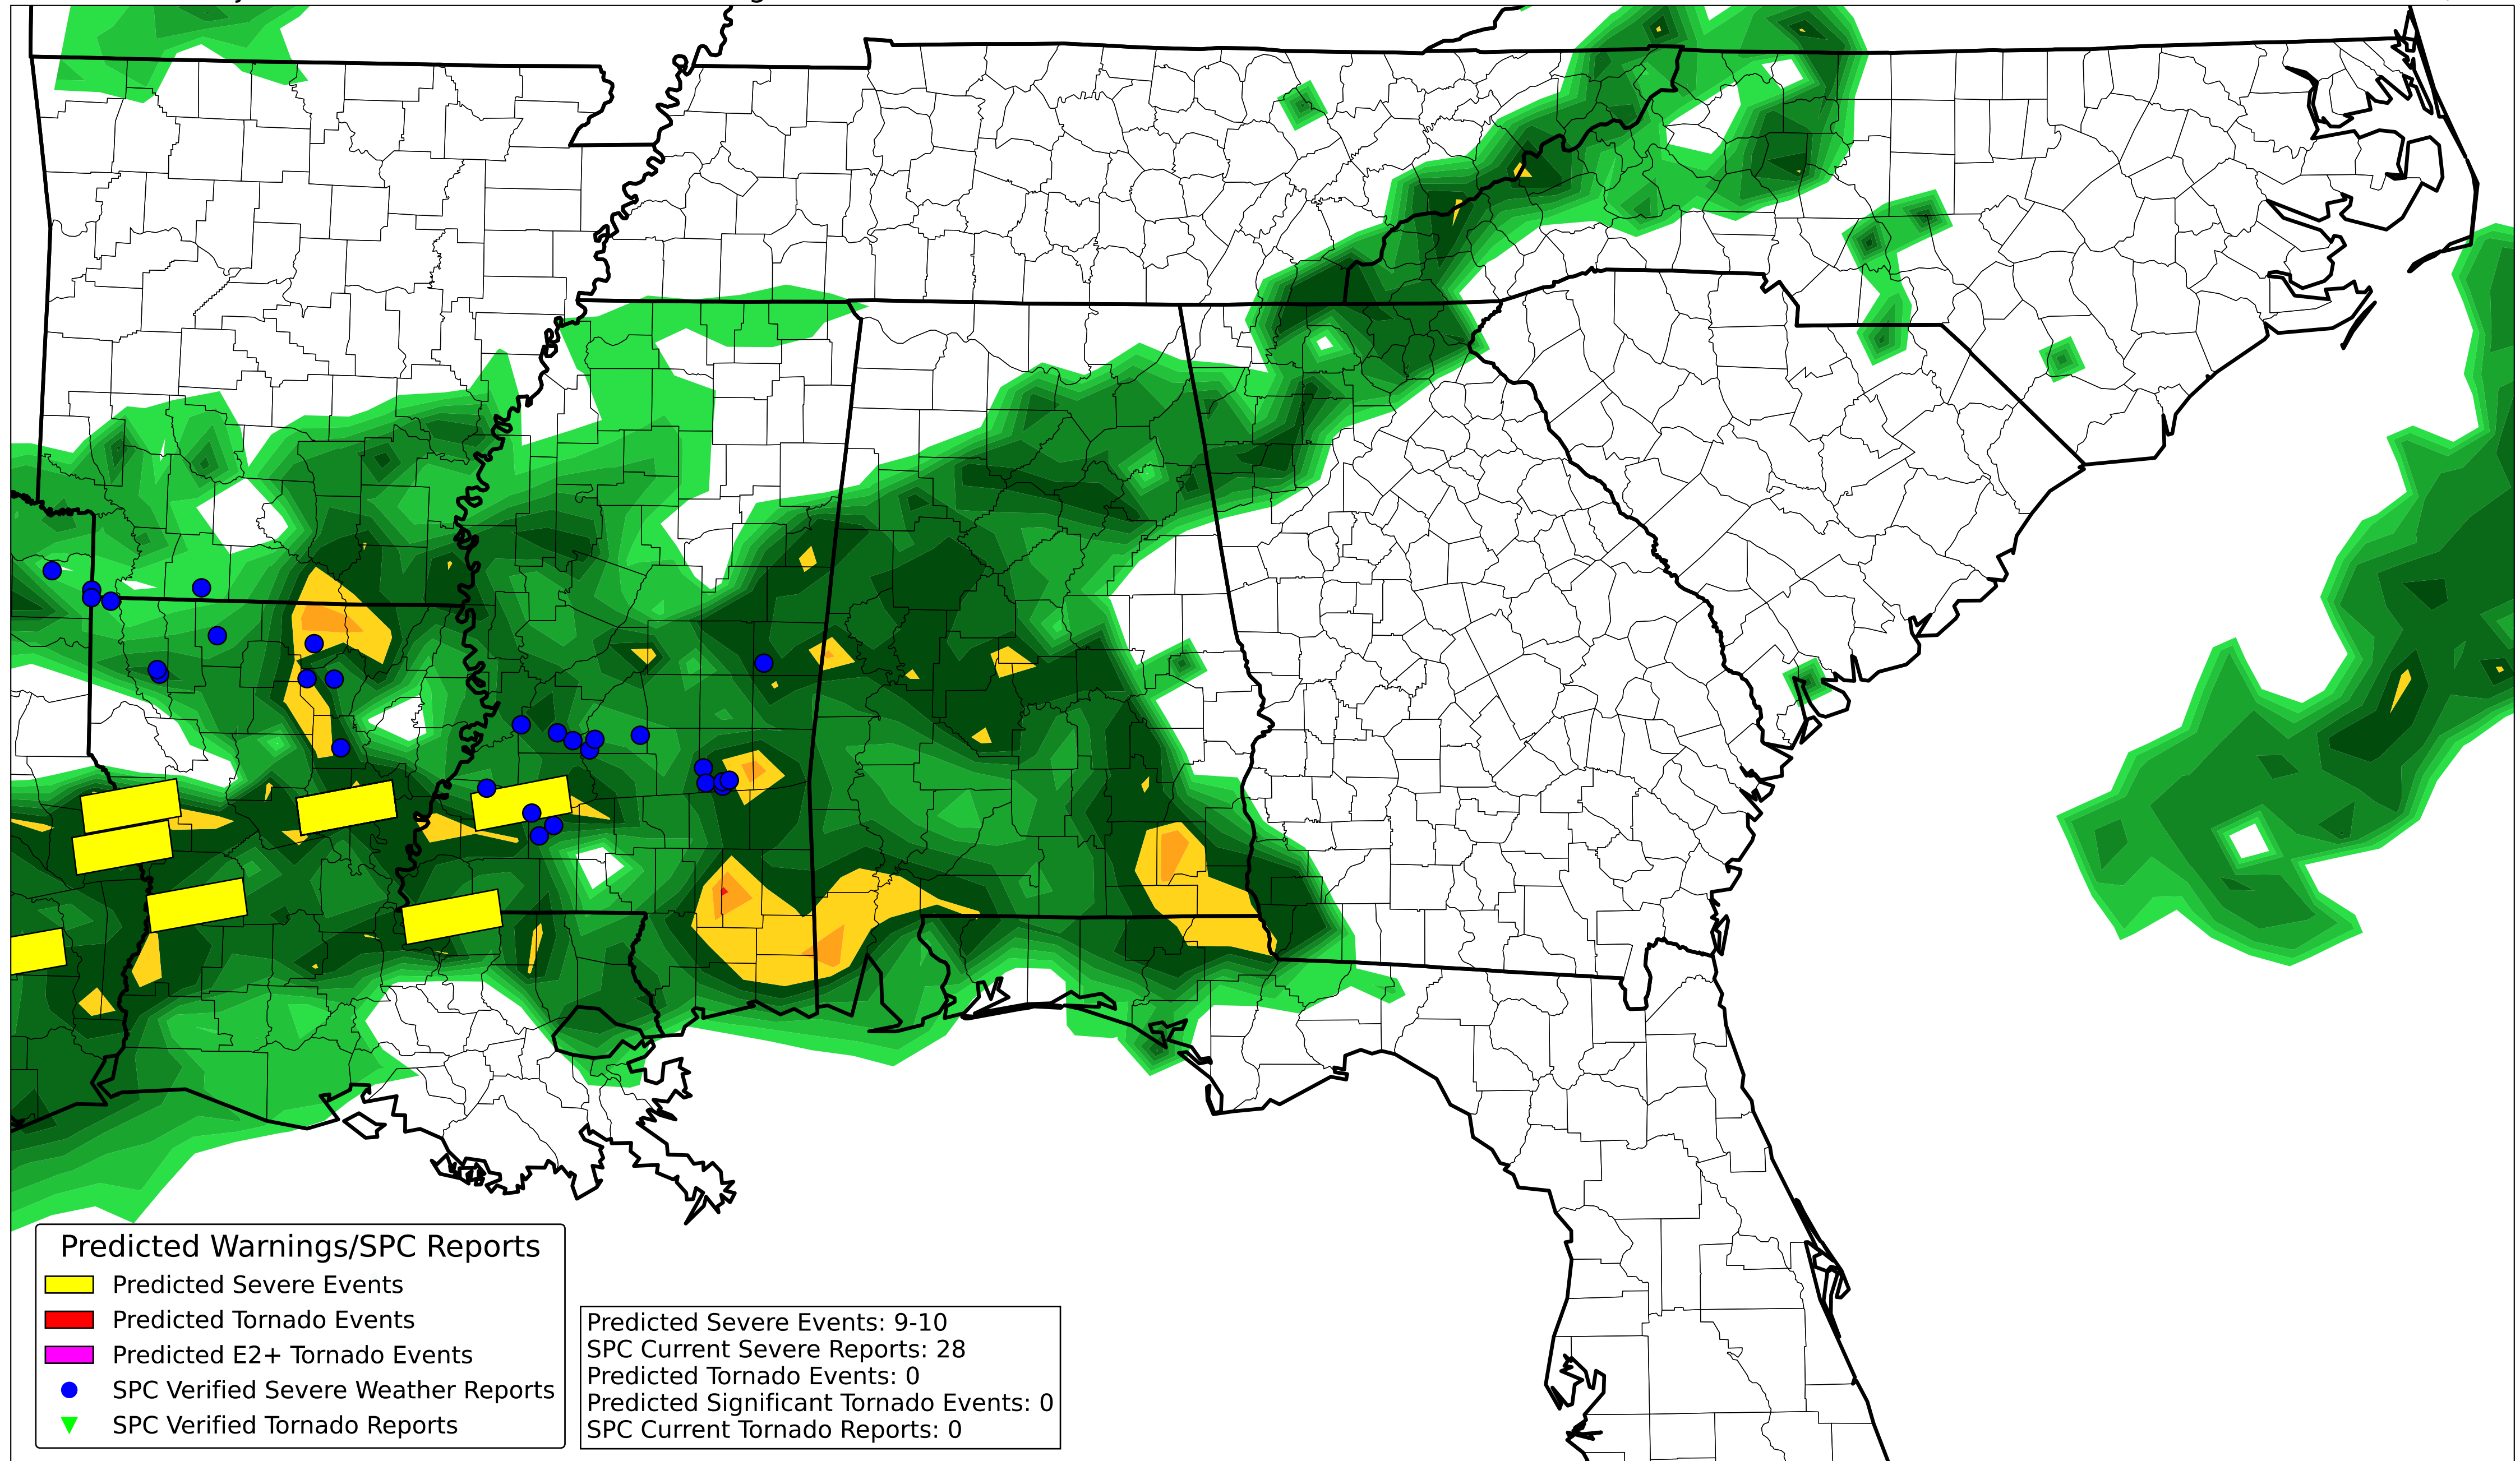 Predicted Warnings/SPC Reports
Predicted Severe Events
Predicted Tornado Events
Predicted E2+ Tornado Events
SPC Verified Severe Weather Reports
SPC Verified Tornado Reports
Predicted Severe Events: 9-10
SPC Current Severe Reports: 28
Predicted Tornado Events: 0
Predicted Significant Tornado Events: 0
SPC Current Tornado Reports: 0